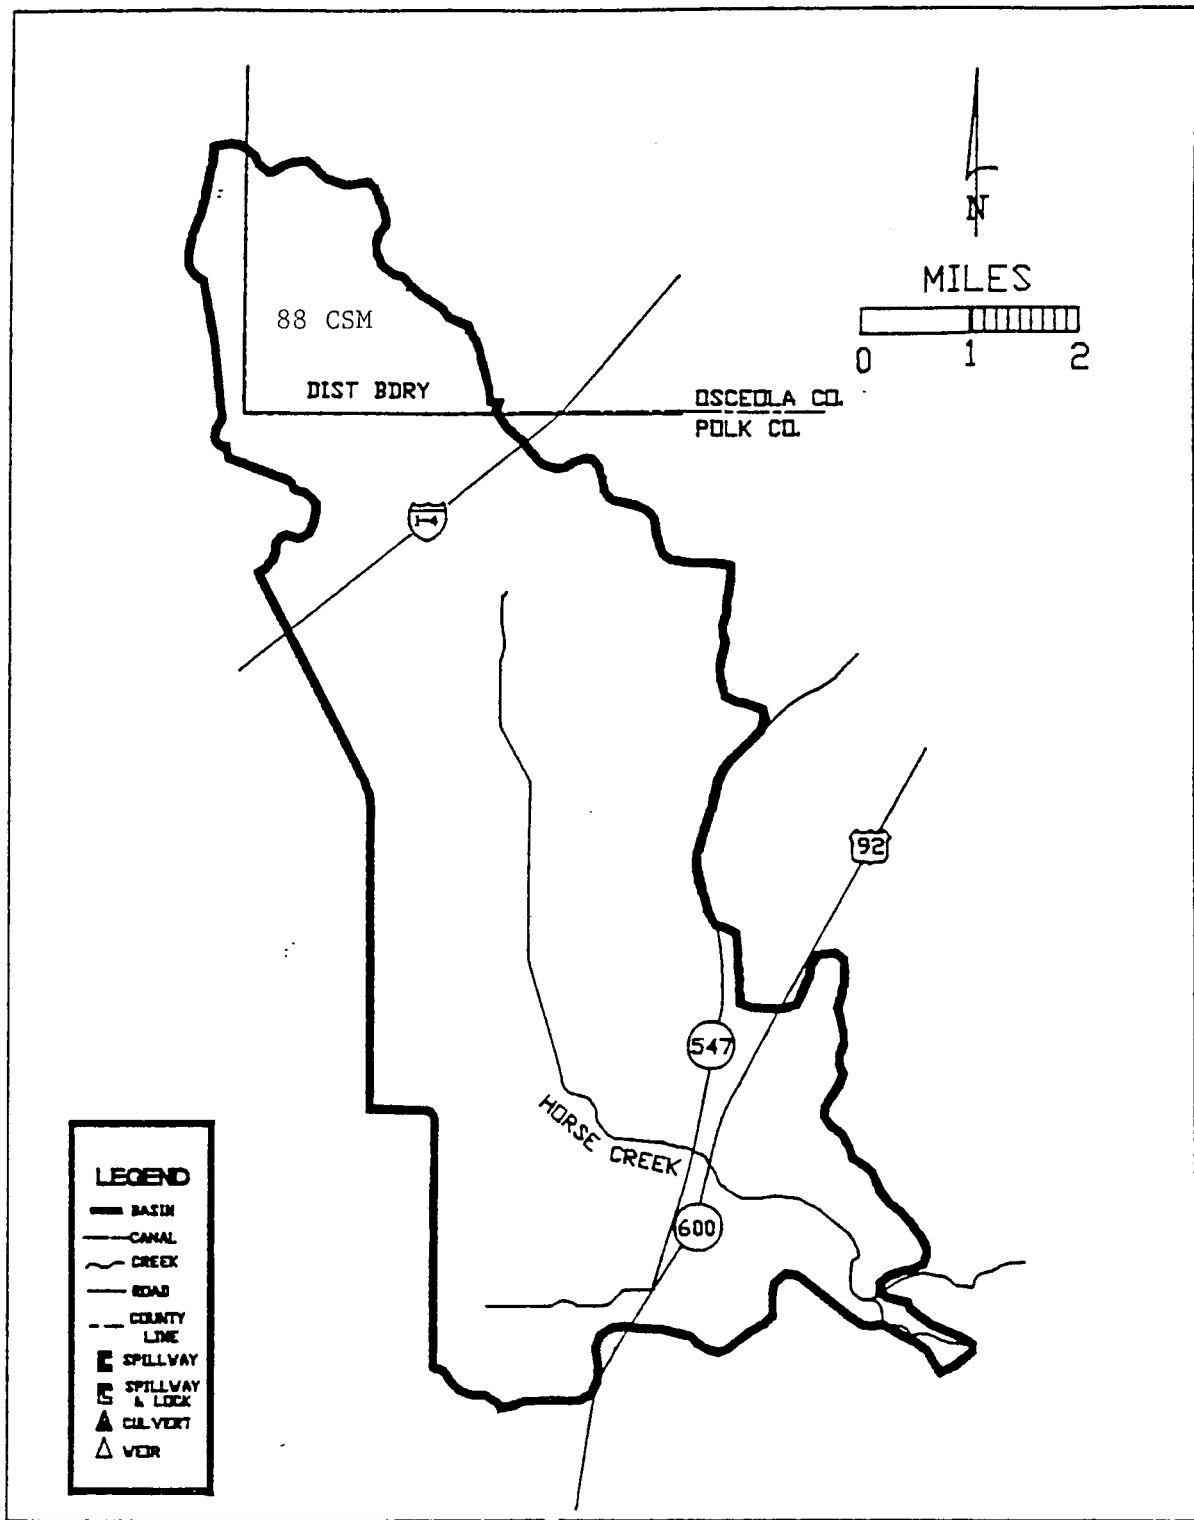 N
MILES
0 1 2
88 CSM
DIST BDRY
OSCEOLA CO.
POLK CO.
I-4
92
547
HORSE CREEK
600
LEGEND
BASIN
CANAL
CREEK
ROAD
COUNTY
LINE
SPILLWAY
SPILLWAY
& LOCK
CULVERT
WEIR